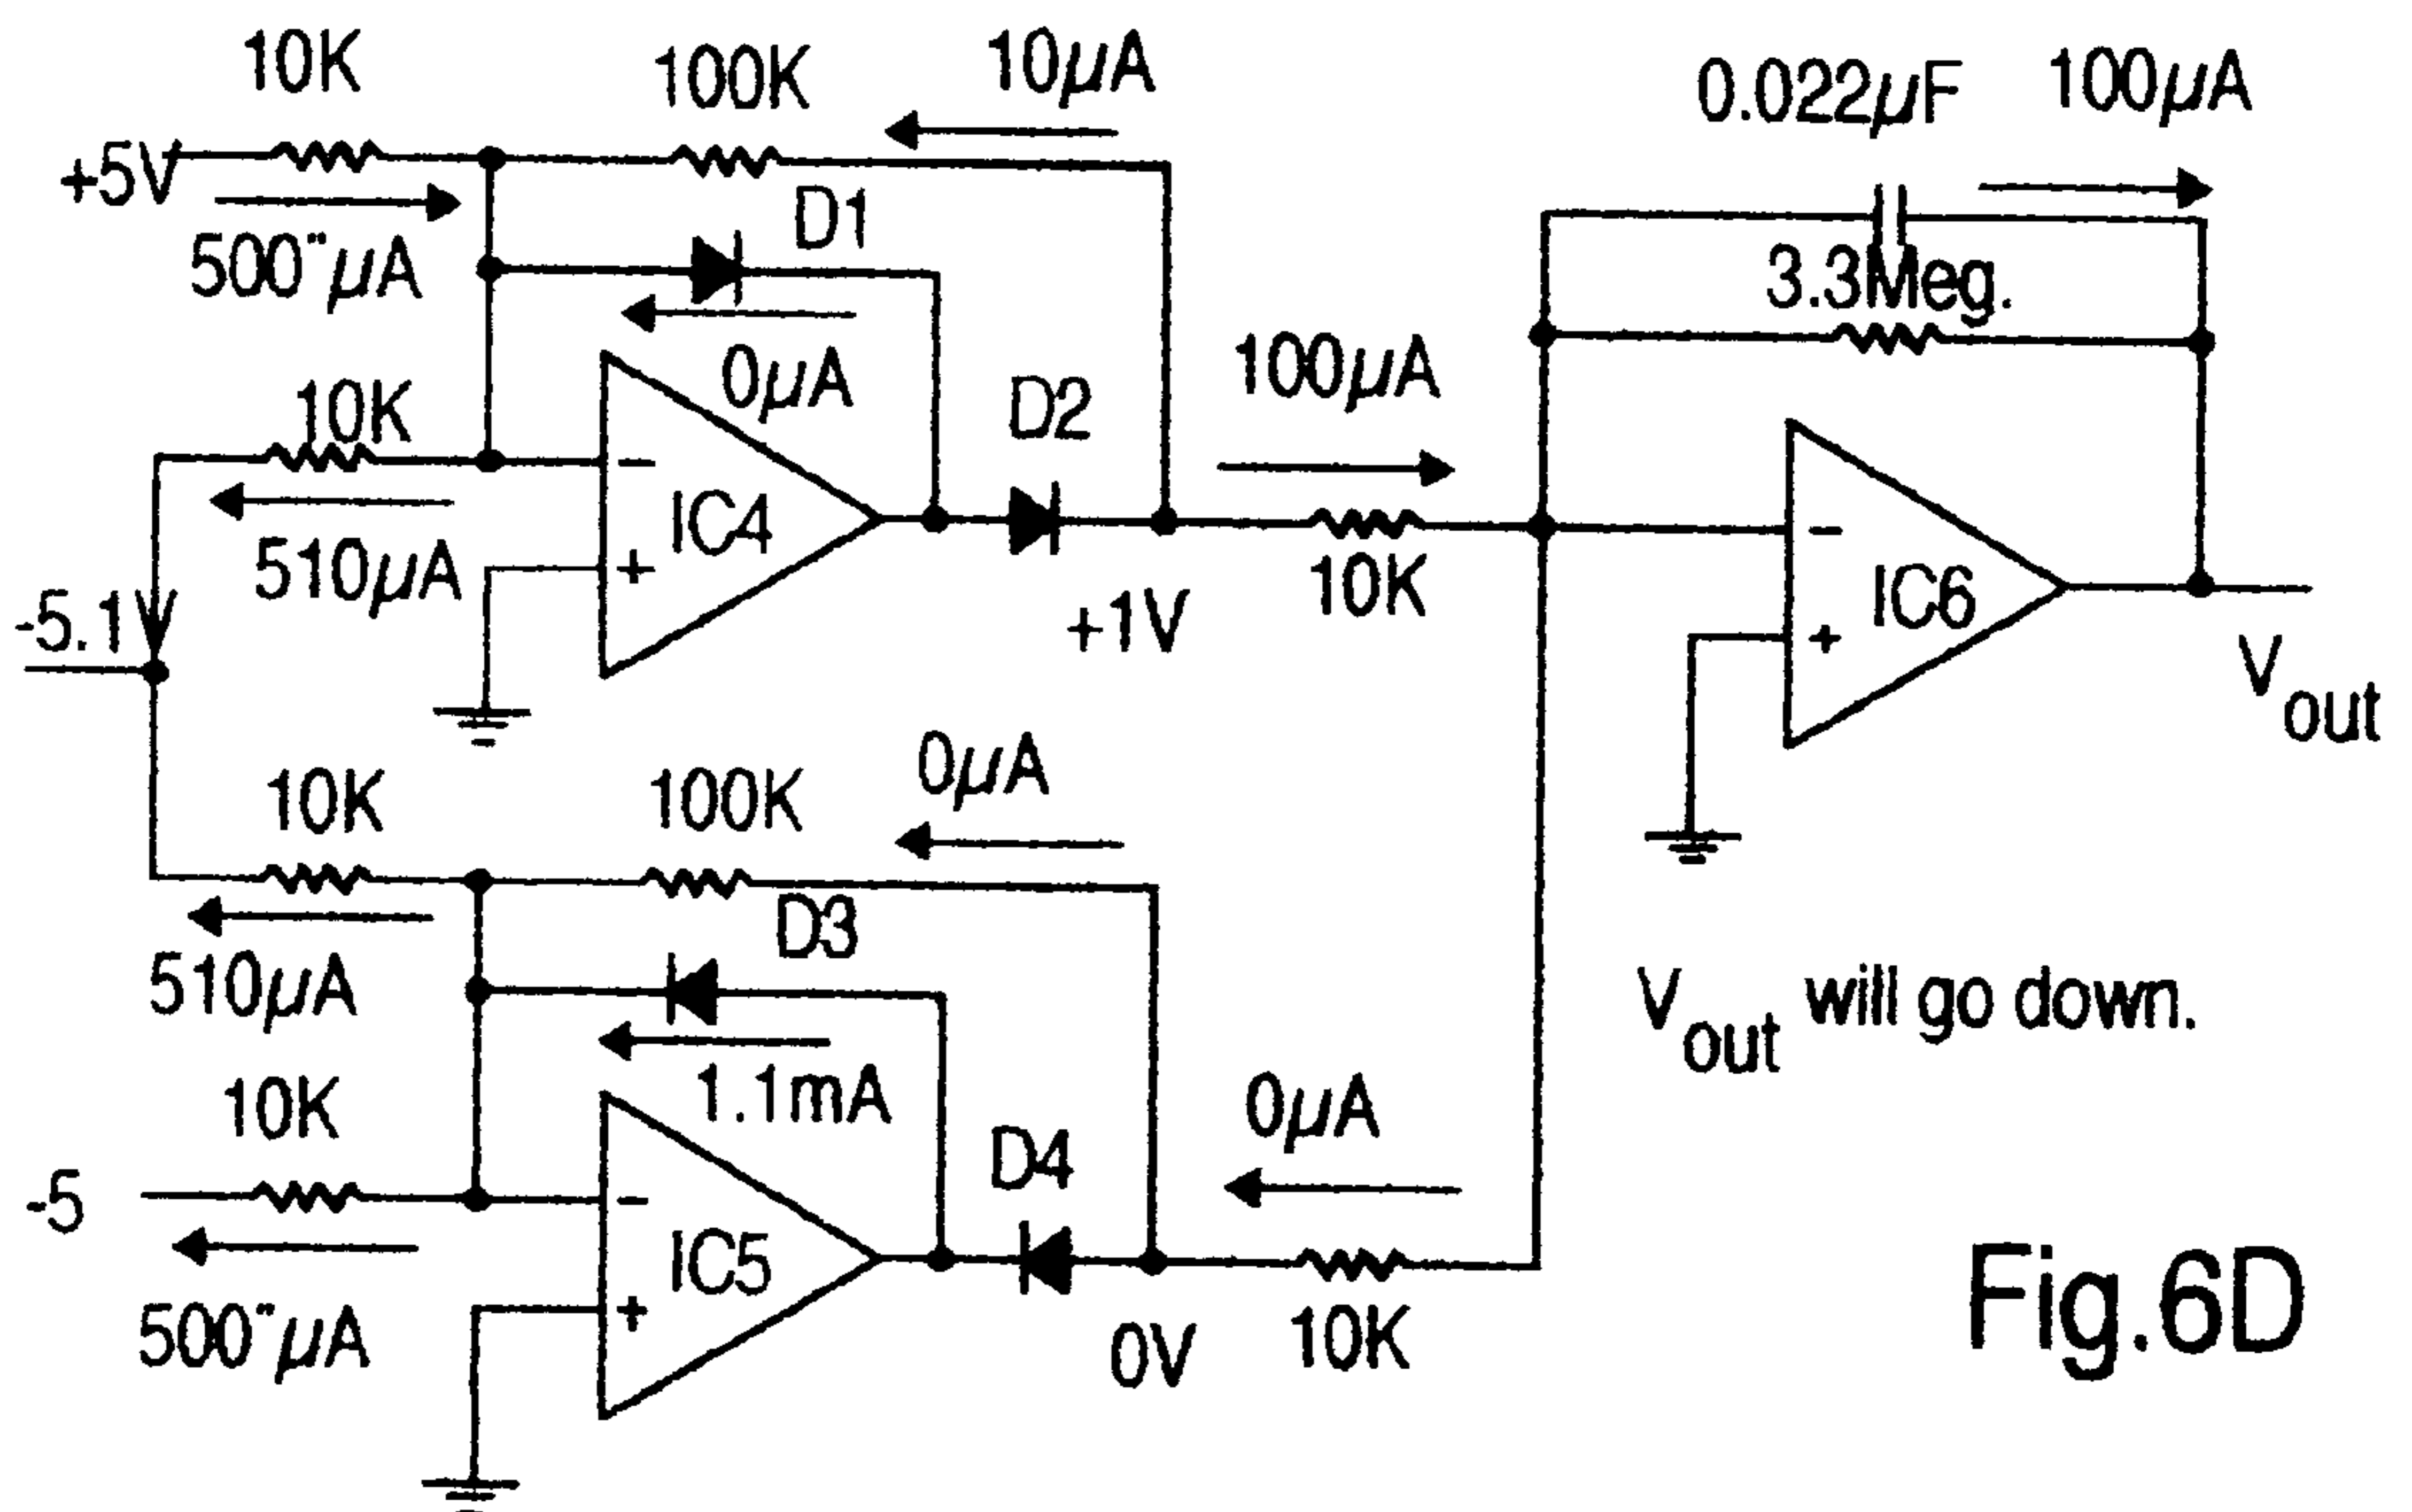 10K
100K
10µA
0.022µF
100µA
+5V
500"µA
D1
3.3Meg.
0µA
10K
D2
100µA
-
IC4
+
510µA
-5.1V
+1V
10K
-
IC6
+
V out
10K
100K
0µA
D3
510µA
1.1mA
V out will go down.
10K
0µA
D4
-5
-
IC5
+
500"µA
0V
10K
Fig.6D